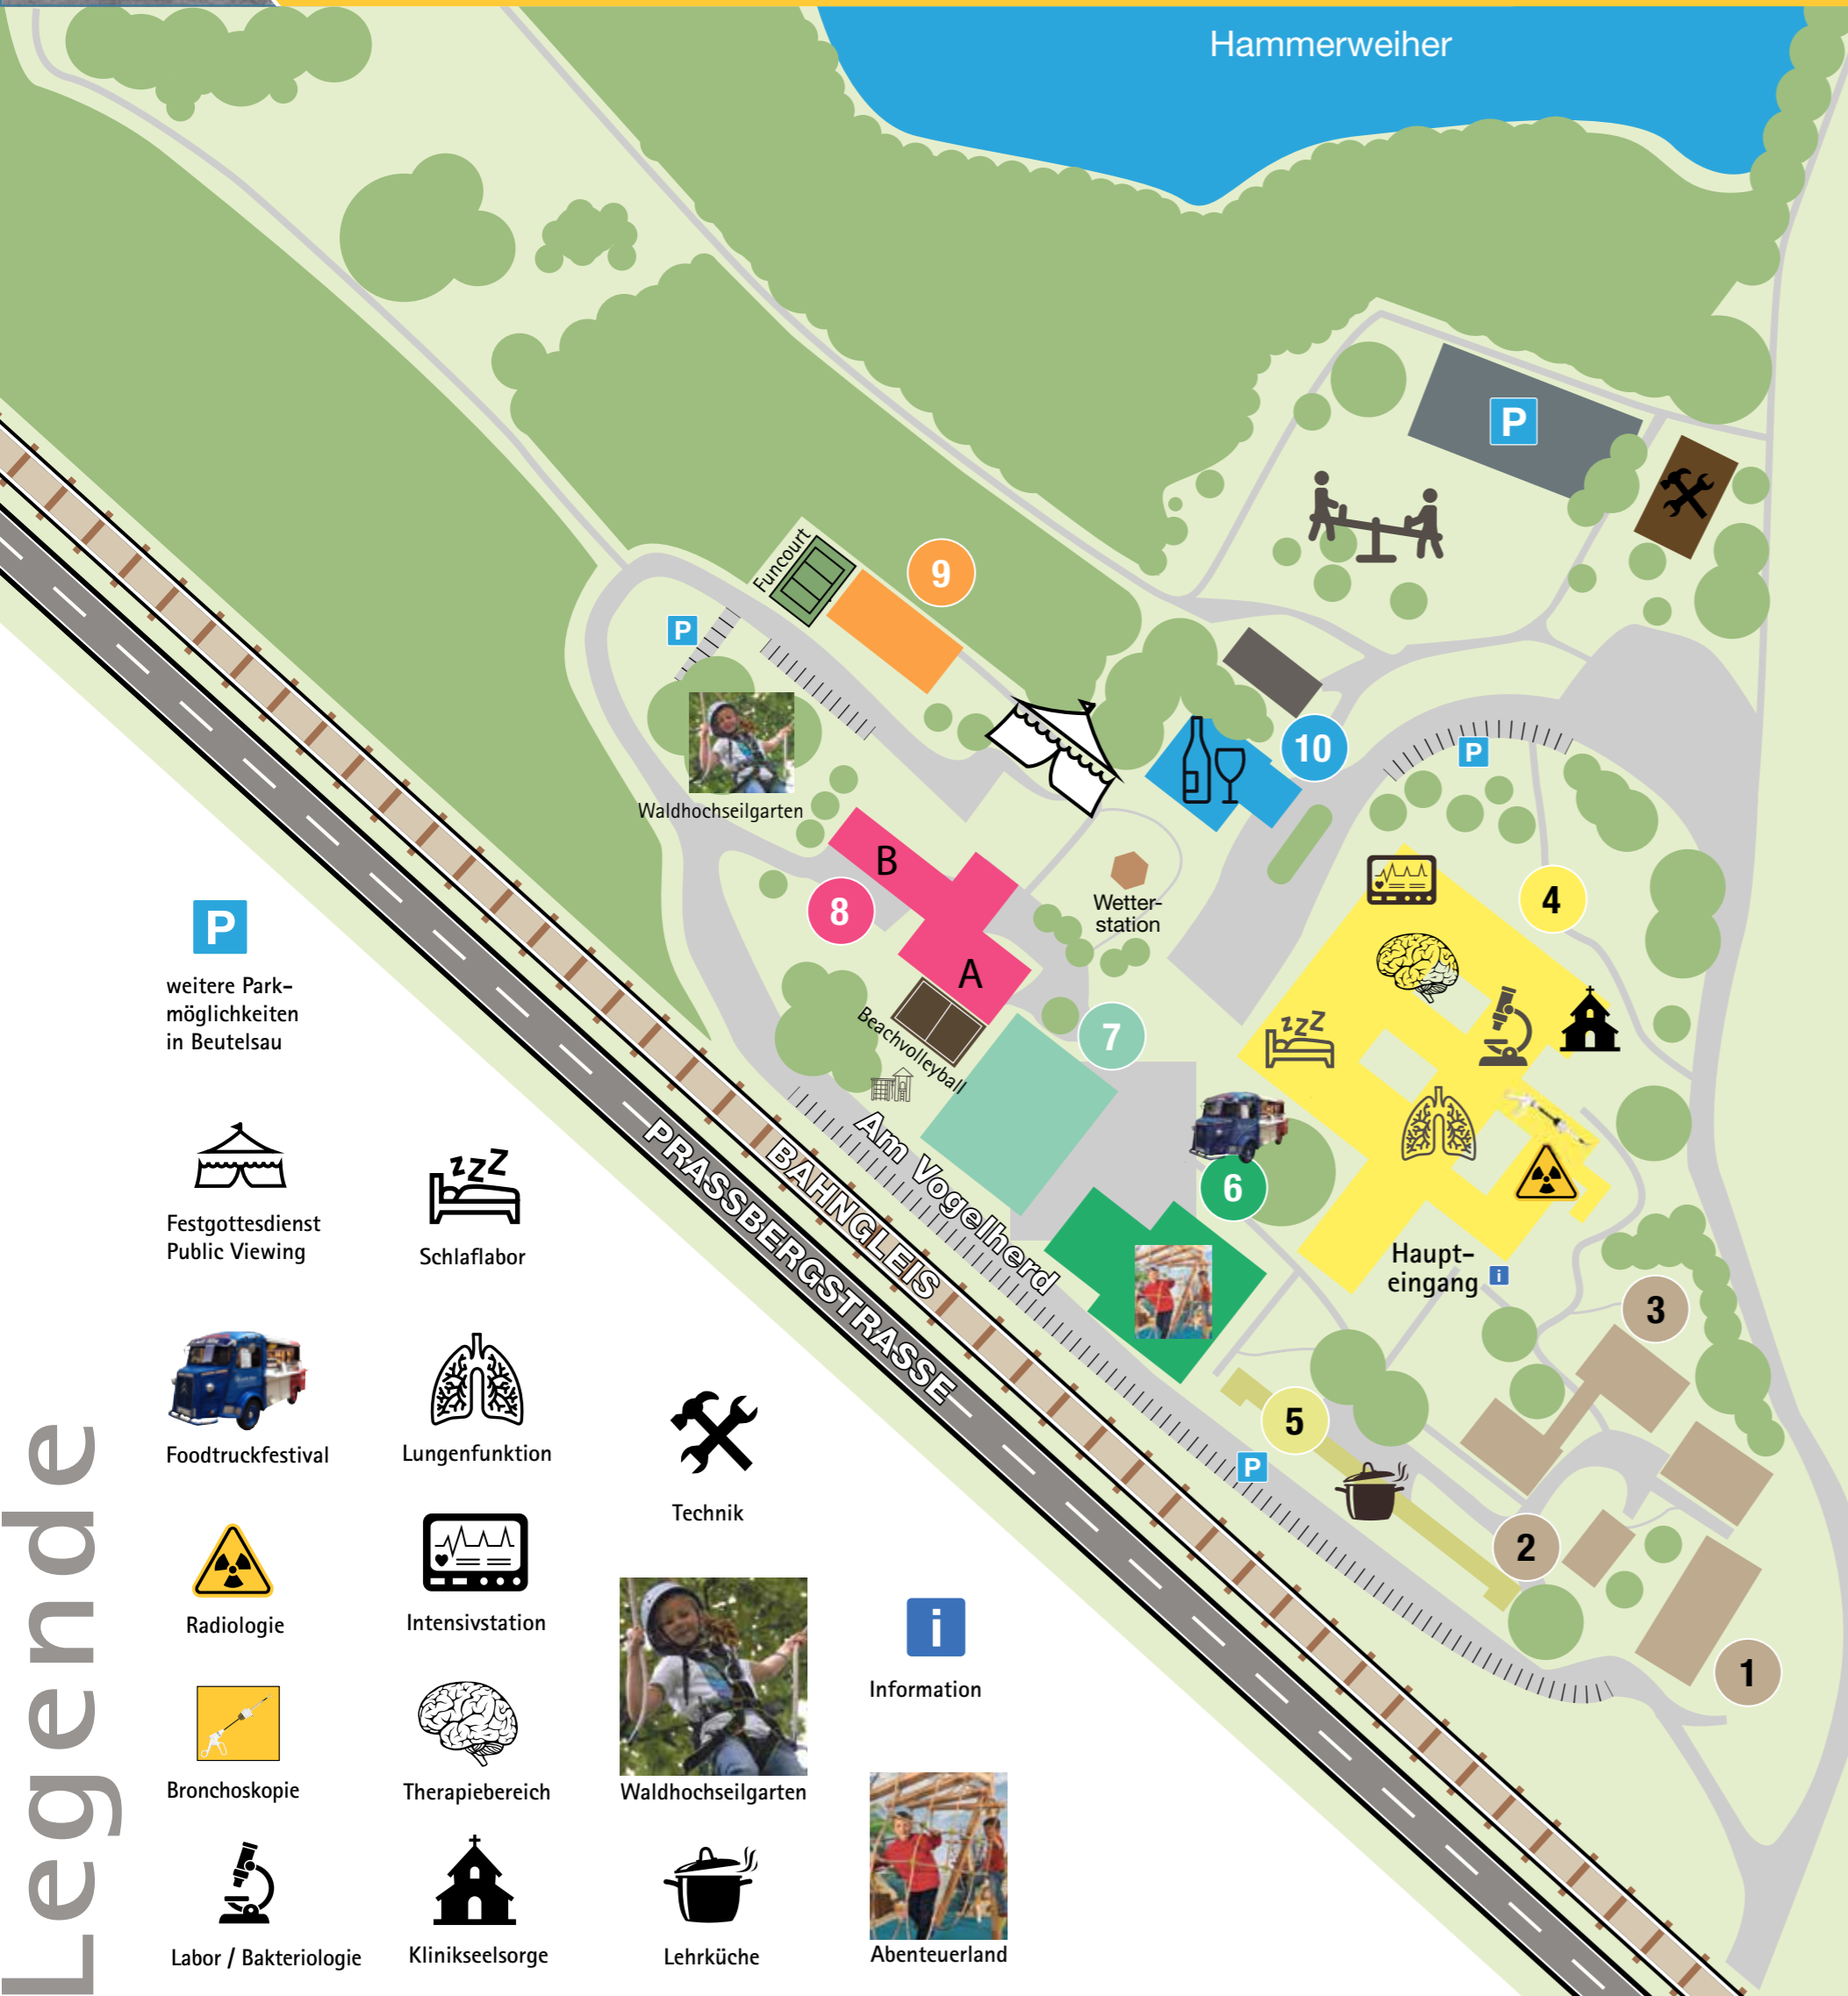 Hammerweiher
P
Funcourt
9
P
10
P
Waldhochseilgarten
B
8
A
Wetter-
station
4
zzZ
7
Beachvolleyball
6
Am Vogelherd
BAHNGLEIS
PRASSBERGSTRASSE
Haupt-
eingang i
3
5
P
2
1
Legende
P
weitere Park-
möglichkeiten
in Beutelsau
Festgottesdienst
Public Viewing
zzZ
Schlaflabor
Foodtruckfestival
Lungenfunktion
Technik
Radiologie
Intensivstation
i
Information
Bronchoskopie
Therapiebereich
Waldhochseilgarten
Labor / Bakteriologie
Klinikseelsorge
Lehrküche
Abenteuerland